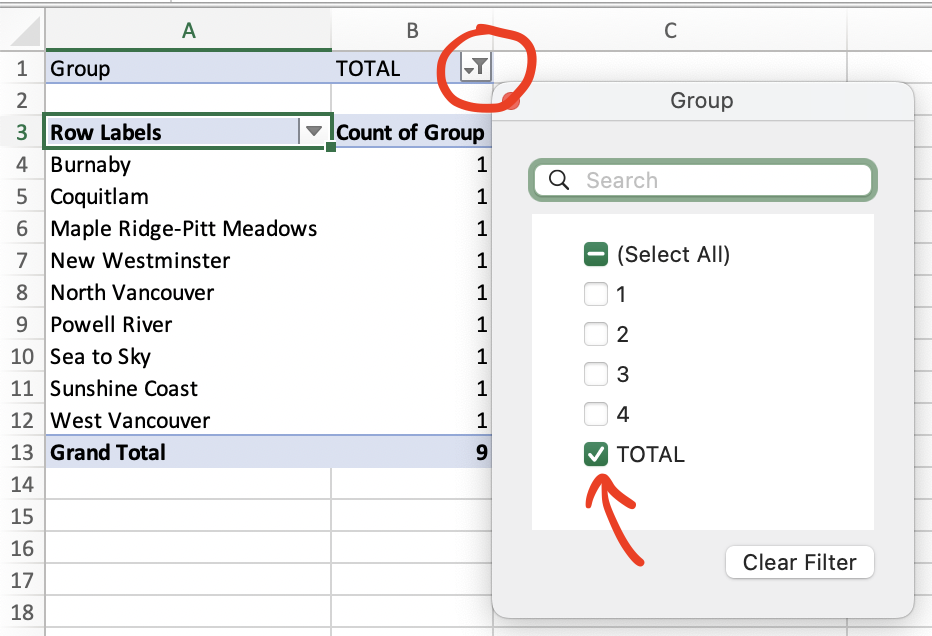 A B C
1 Group TOTAL
2
3 Row Labels Count of Group
4 Burnaby 1
5 Coquitlam 1
6 Maple Ridge-Pitt Meadows 1
7 New Westminster 1
8 North Vancouver 1
9 Powell River 1
10 Sea to Sky 1
11 Sunshine Coast 1
12 West Vancouver 1
13 Grand Total 9
14
15
16
17
18
Group
Search
(Select All)
1
2
3
4
TOTAL
Clear Filter